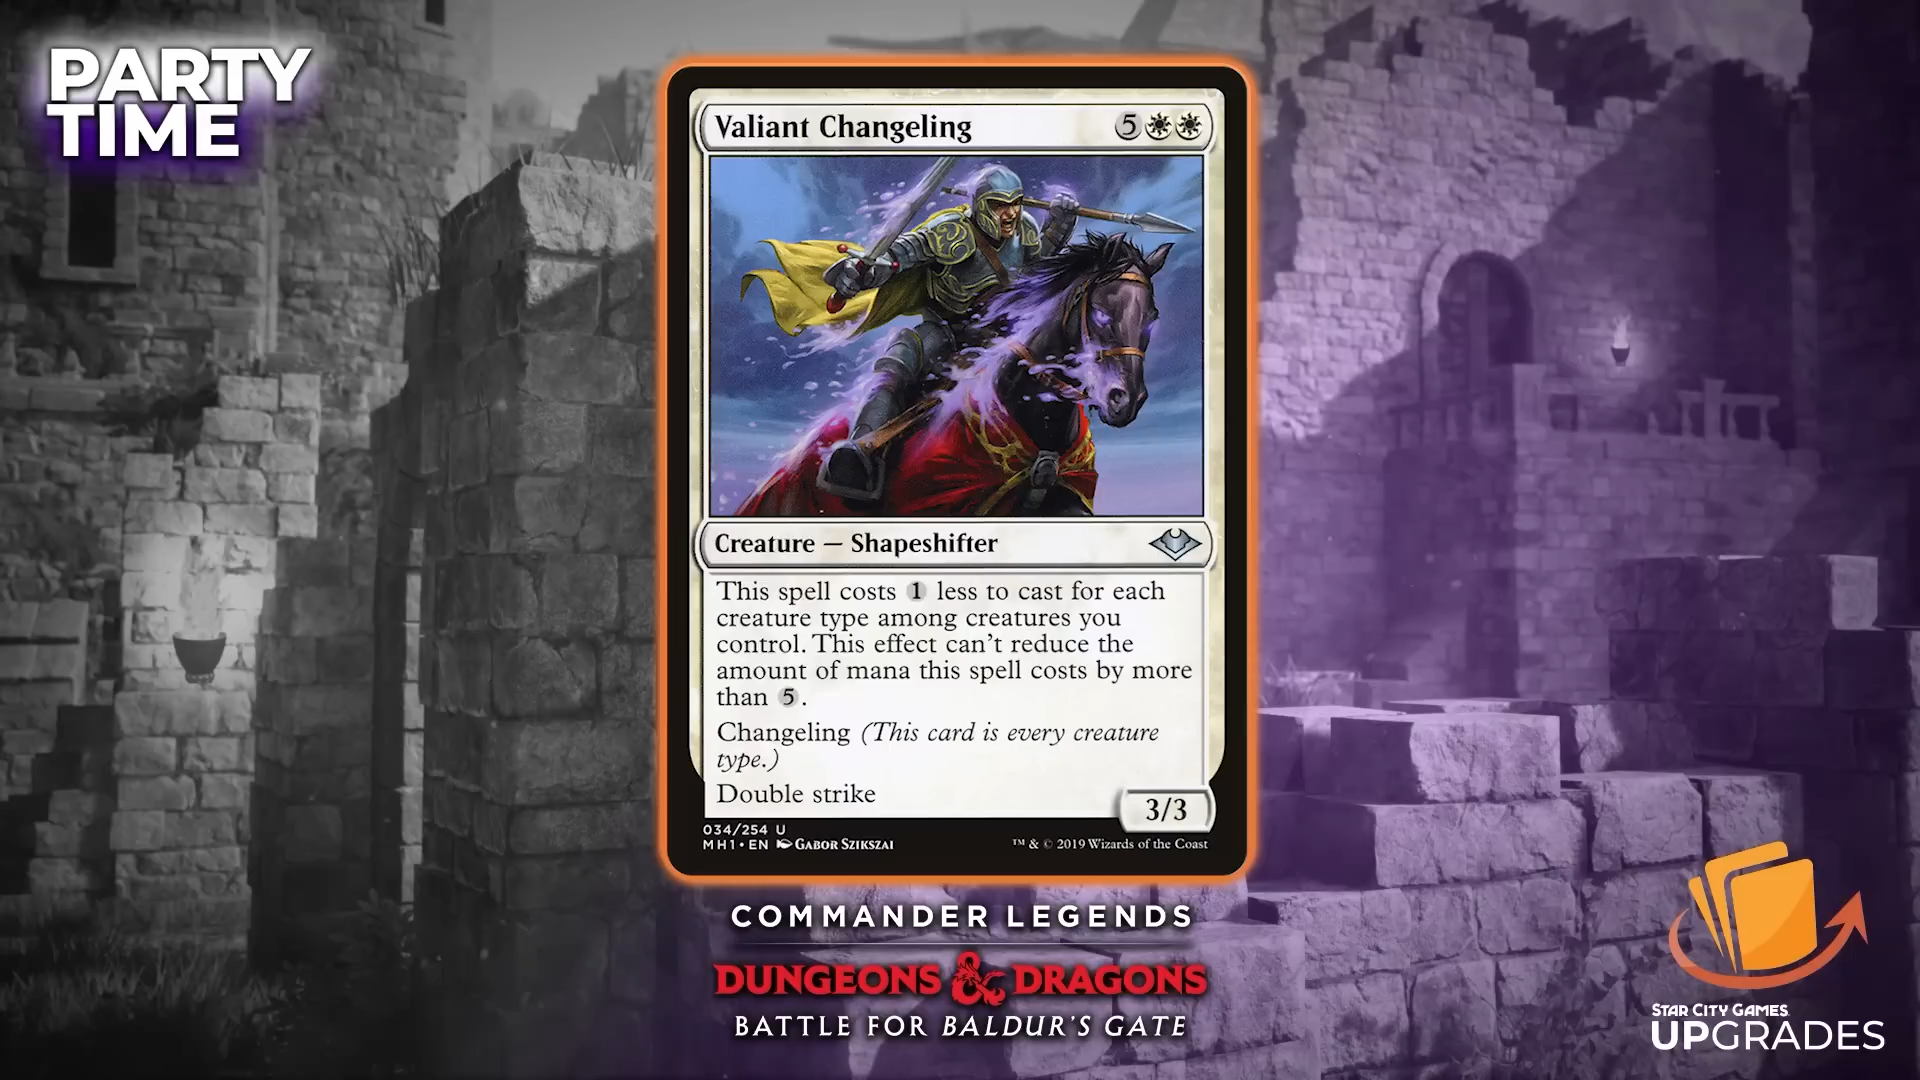 PARTY
TIME
Valiant Changeling 5
Creature — Shapeshifter
This spell costs 1 less to cast for each
creature type among creatures you
control. This effect can't reduce the
amount of mana this spell costs by more
than 5.
Changeling (This card is every creature
type.)
Double strike
3/3
034/254 U
MH1 • EN GABOR SZIKSZAI
™ & © 2019 Wizards of the Coast
COMMANDER LEGENDS
DUNGEONS & DRAGONS
BATTLE FOR BALDUR'S GATE
STAR CITY GAMES
UPGRADES